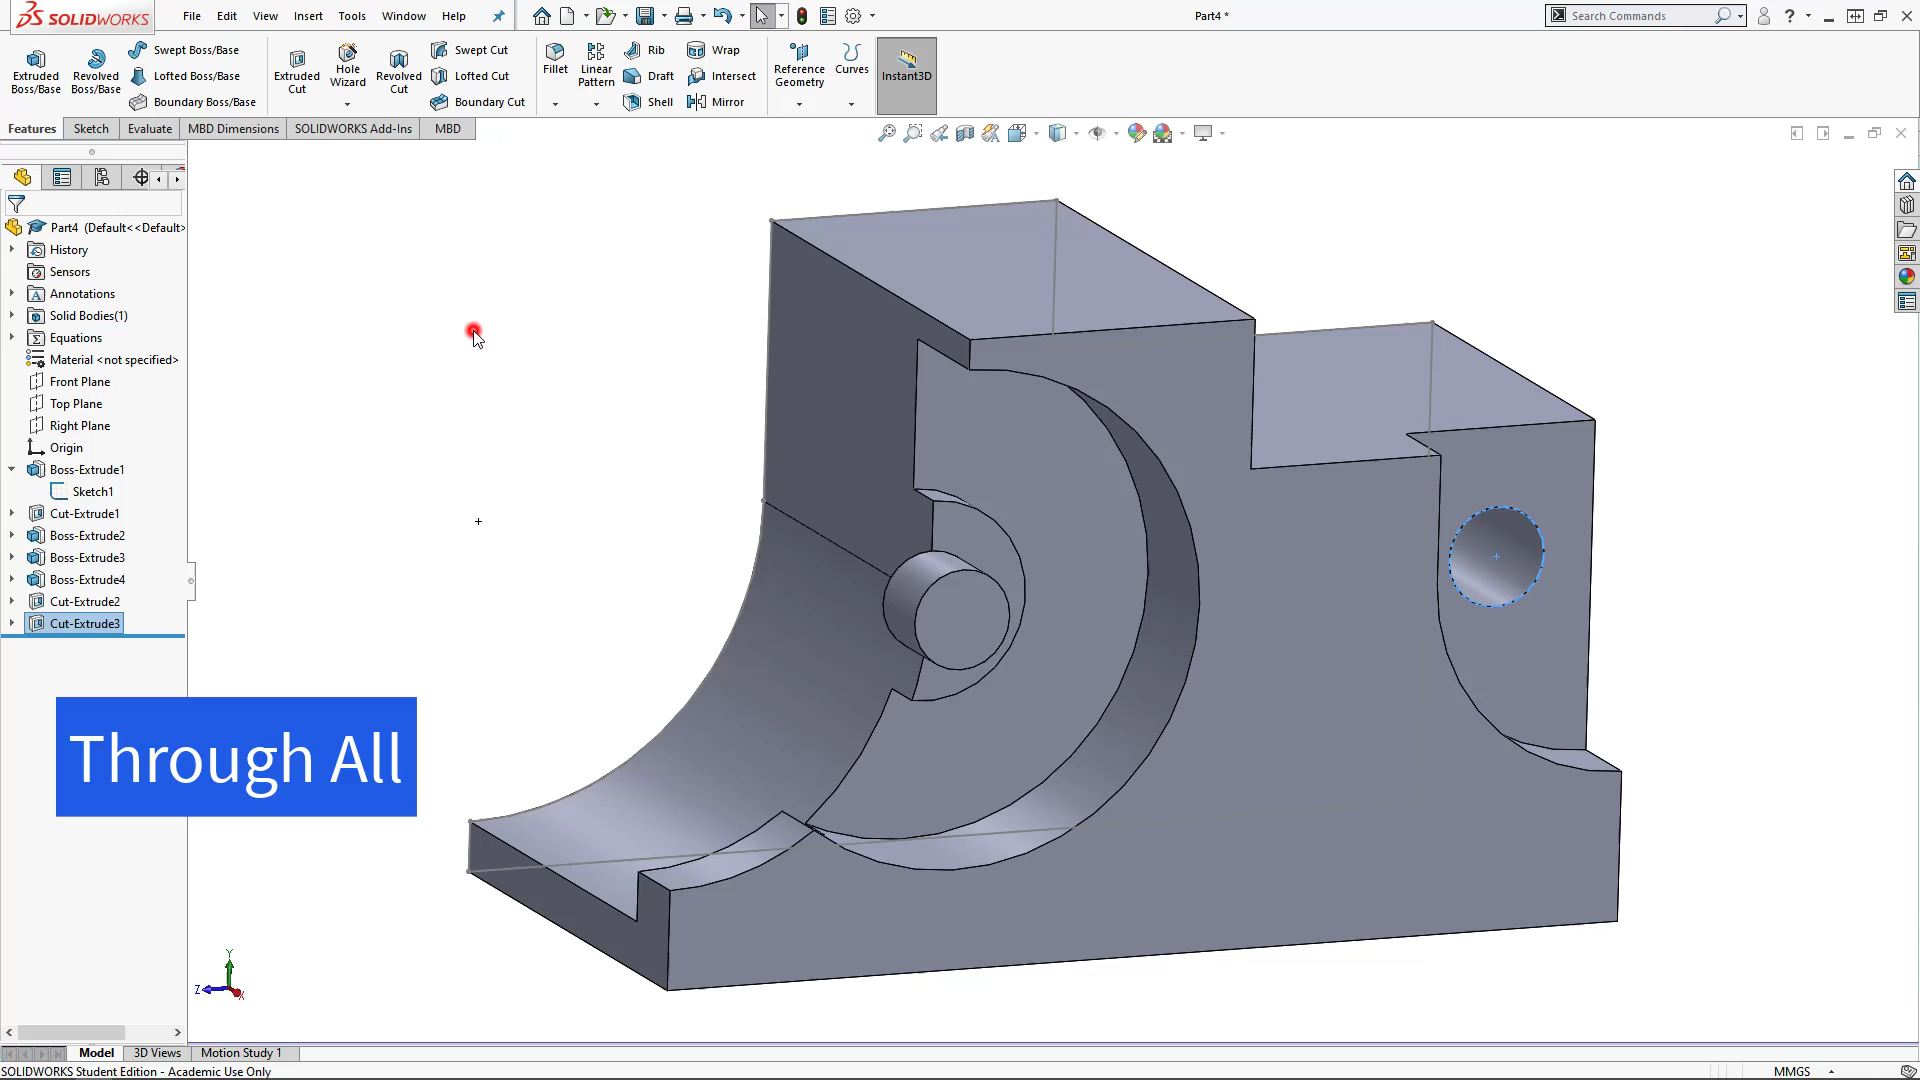 SOLIDWORKS
File Edit View Insert Tools Window Help
Part4 *
Search Commands
Extruded Boss/Base
Revolved Boss/Base
Swept Boss/Base
Lofted Boss/Base
Boundary Boss/Base
Extruded Cut
Hole Wizard
Revolved Cut
Swept Cut
Lofted Cut
Boundary Cut
Fillet
Linear Pattern
Rib
Draft
Shell
Wrap
Intersect
Mirror
Reference Geometry
Curves
Instant3D
Features Sketch Evaluate MBD Dimensions SOLIDWORKS Add-Ins MBD
Part4 (Default<<Default>
History
Sensors
Annotations
Solid Bodies(1)
Equations
Material <not specified>
Front Plane
Top Plane
Right Plane
Origin
Boss-Extrude1
Sketch1
Cut-Extrude1
Boss-Extrude2
Boss-Extrude3
Boss-Extrude4
Cut-Extrude2
Cut-Extrude3
Through All
Y
Z
X
Model 3D Views Motion Study 1
SOLIDWORKS Student Edition - Academic Use Only
MMGS